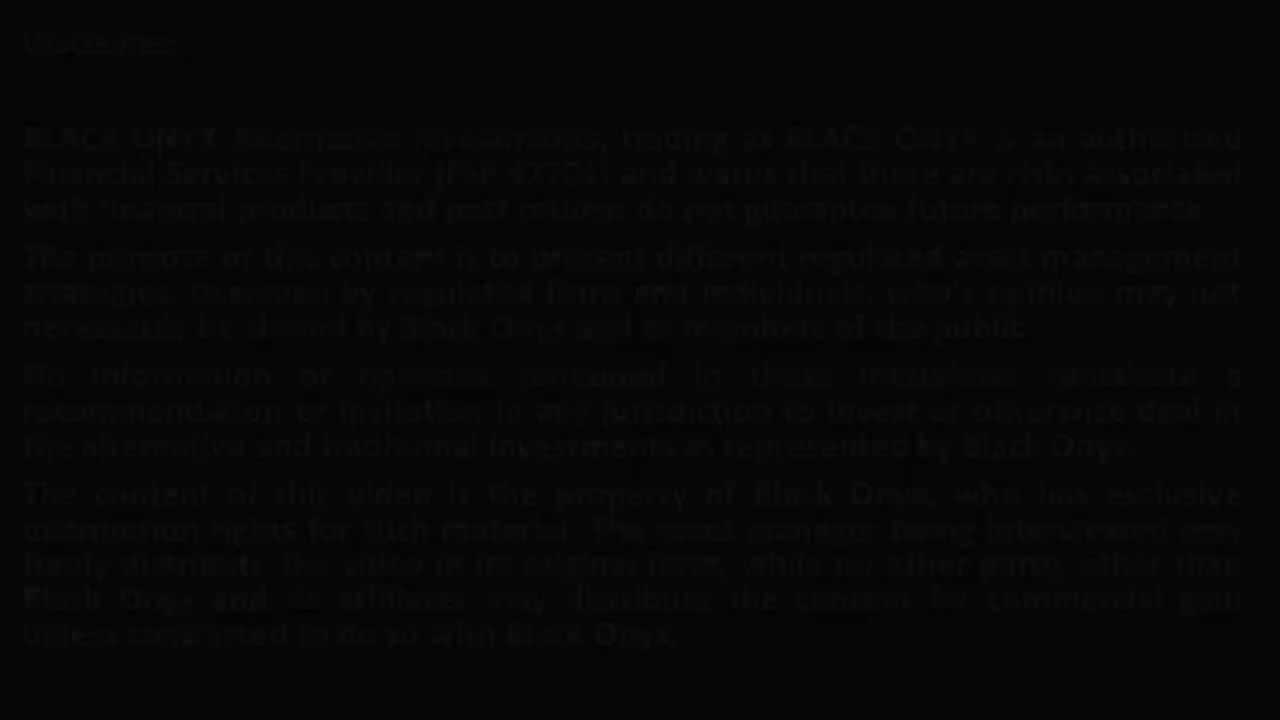 Disclaimer:
BLACK ONYX Alternative Investments, trading as BLACK ONYX is an authorised
Financial Services Provider (FSP 47701) and warns that there are risks associated
with financial products and past returns do not guarantee future performance.
The purpose of this content is to present different regulated asset management
strategies, overseen by regulated firms and individuals, who's opinion may not
necessarily be shared by Black Onyx and or members of the public.
No information or opinions contained in these interviews constitute a
recommendation or invitation in any jurisdiction to invest or otherwise deal in
the alternative and traditional investments as represented by Black Onyx.
The content of this video is the property of Black Onyx, who has exclusive
distribution rights for such material. The asset manager being interviewed may
freely distribute the video in its original form, while no other party, other than
Black Onyx and its affiliates may distribute the content for commercial gain
unless contracted to do so with Black Onyx.